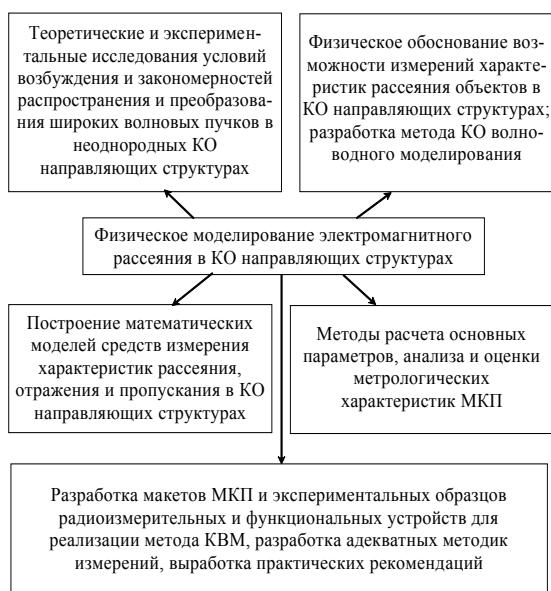 Теоретические и эксперимен-
тальные исследования условий
возбуждения и закономерностей
распространения и преобразова-
ния широких волновых пучков в
неоднородных КО
направляющих структурах
Физическое обоснование воз-
можности измерений характе-
ристик рассеяния объектов в
КО направляющих структурах;
разработка метода КО волно-
водного моделирования
Физическое моделирование электромагнитного
рассеяния в КО направляющих структурах
Построение математических
моделей средств измерения
характеристик рассеяния,
отражения и пропускания в КО
направляющих структурах
Методы расчета основных
параметров, анализа и оценки
метрологических
характеристик МКП
Разработка макетов МКП и экспериментальных образцов
радиоизмерительных и функциональных устройств для
реализации метода КВМ, разработка адекватных методик
измерений, выработка практических рекомендаций